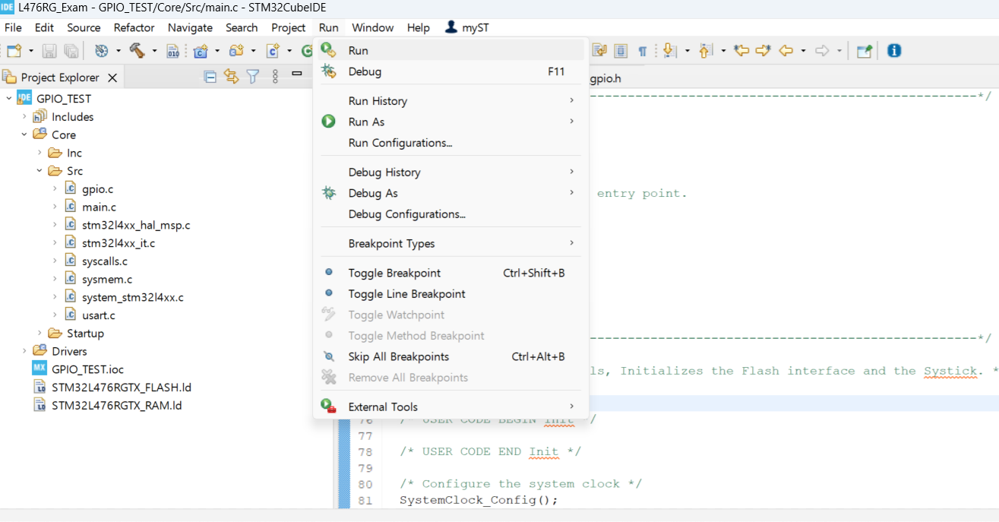 IDE L476RG_Exam - GPIO_TEST/Core/Src/main.c - STM32CubeIDE
File Edit Source Refactor Navigate Search Project Run Window Help myST
010
Project Explorer
gpio.h
IDE GPIO_TEST
Includes
Core
Inc
Src
gpio.c
main.c
stm32l4xx_hal_msp.c
stm32l4xx_it.c
syscalls.c
sysmem.c
system_stm32l4xx.c
usart.c
Startup
Drivers
MX GPIO_TEST.ioc
STM32L476RGTX_FLASH.ld
STM32L476RGTX_RAM.ld
Run
Debug F11
Run History
Run As
Run Configurations...
Debug History
Debug As
Debug Configurations...
Breakpoint Types
Toggle Breakpoint Ctrl+Shift+B
Toggle Line Breakpoint
Toggle Watchpoint
Toggle Method Breakpoint
Skip All Breakpoints Ctrl+Alt+B
Remove All Breakpoints
External Tools
*/
entry point.
*/
ls, Initializes the Flash interface and the Systick. *
76 /* USER CODE BEGIN Init */
77
78 /* USER CODE END Init */
79
80 /* Configure the system clock */
81 SystemClock_Config();